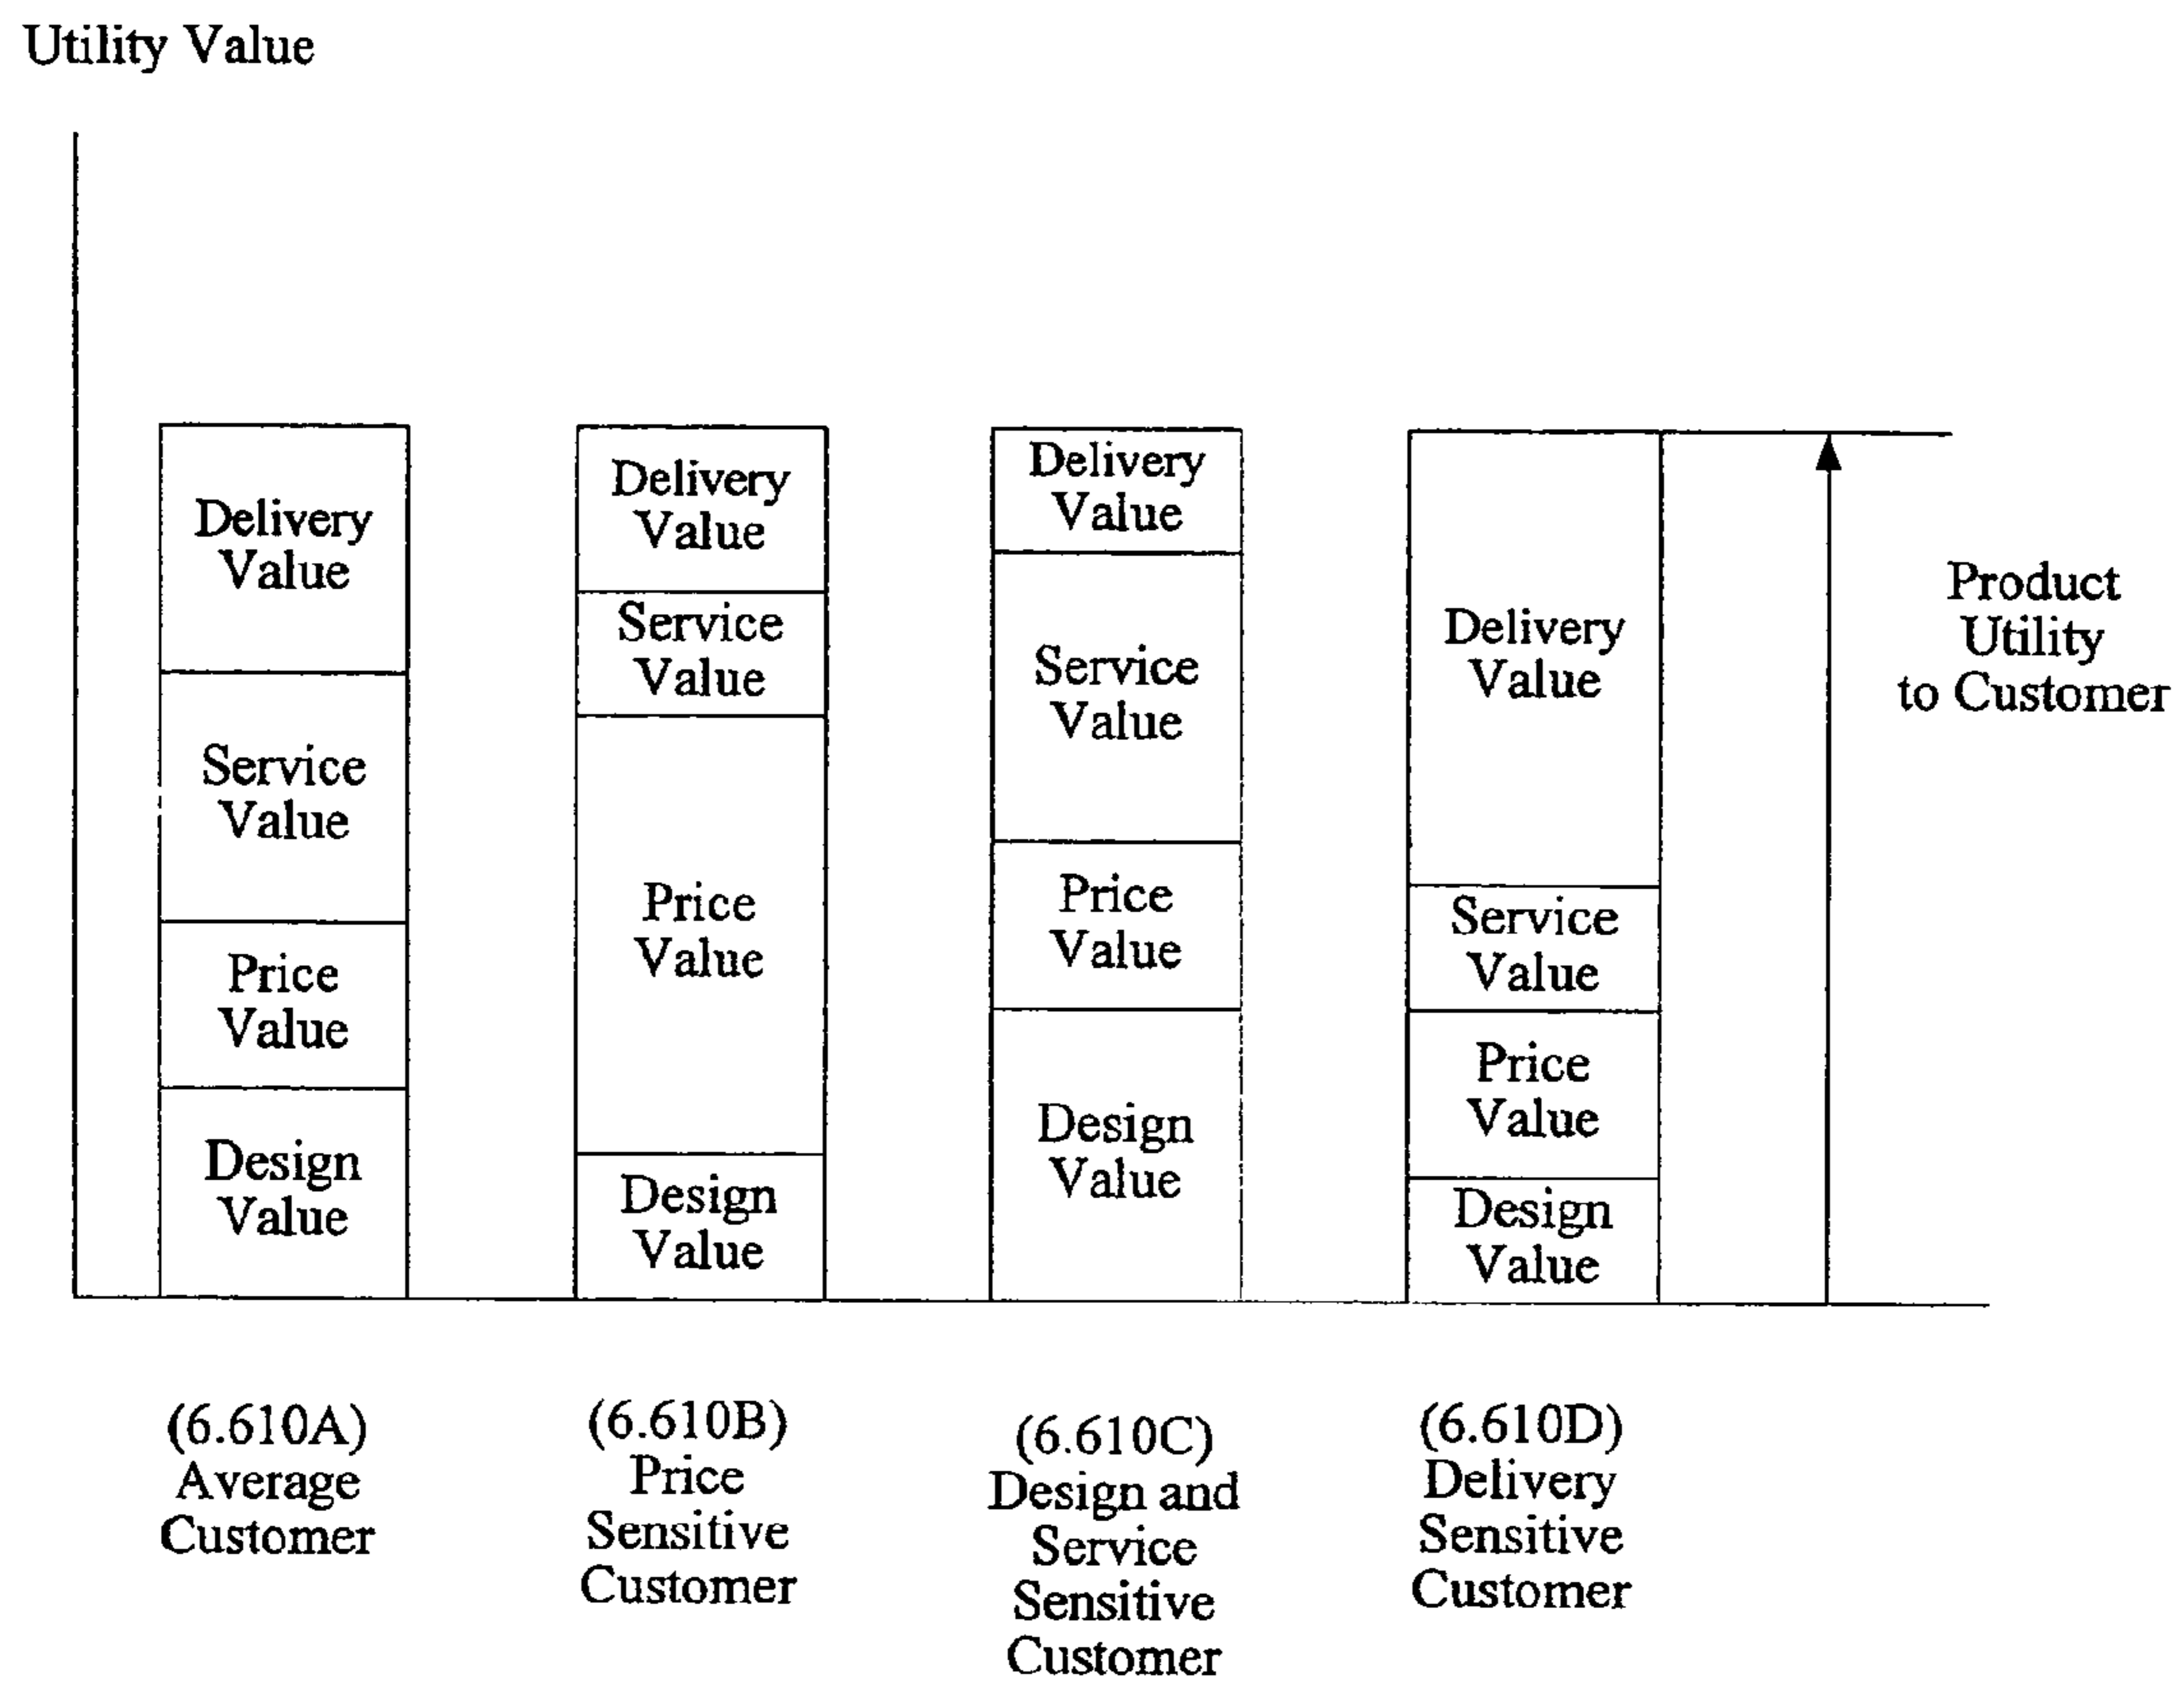 Utility Value
Delivery
Value
Service
Value
Price
Value
Design
Value
Delivery
Value
Service
Value
Price
Value
Design
Value
Delivery
Value
Service
Value
Price
Value
Design
Value
Delivery
Value
Service
Value
Price
Value
Design
Value
Product
Utility
to Customer
(6.610A)
Average
Customer
(6.610B)
Price
Sensitive
Customer
(6.610C)
Design and
Service
Sensitive
Customer
(6.610D)
Delivery
Sensitive
Customer